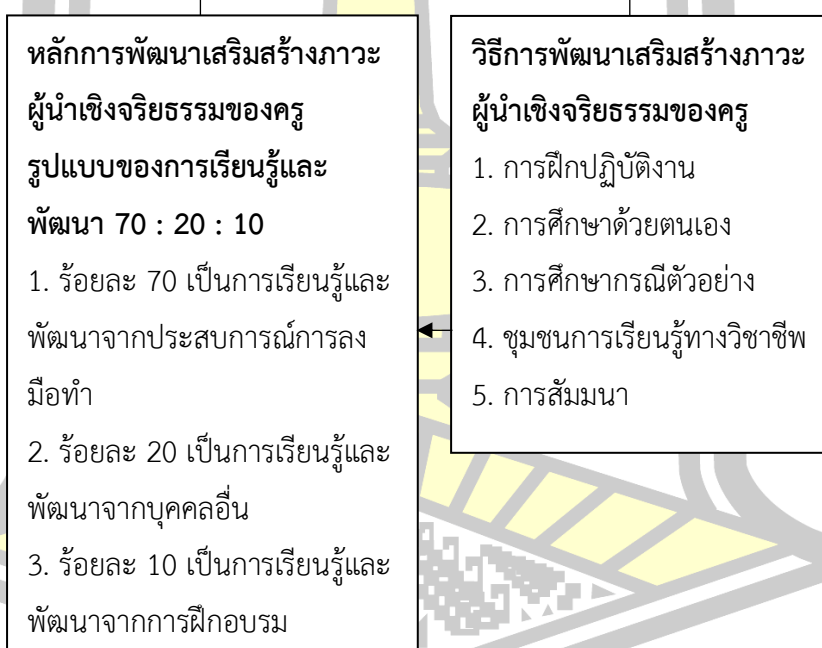 หลักการพัฒนาเสริมสร้างภาวะ
ผู้นำเชิงจริยธรรมของครู
รูปแบบของการเรียนรู้และ
พัฒนา 70 : 20 : 10
1. ร้อยละ 70 เป็นการเรียนรู้และ
พัฒนาจากประสบการณ์การลง
มือทำ
2. ร้อยละ 20 เป็นการเรียนรู้และ
พัฒนาจากบุคคลอื่น
3. ร้อยละ 10 เป็นการเรียนรู้และ
พัฒนาจากการฝึกอบรม
วิธีการพัฒนาเสริมสร้างภาวะ
ผู้นำเชิงจริยธรรมของครู
1. การฝึกปฏิบัติงาน
2. การศึกษาด้วยตนเอง
3. การศึกษากรณีตัวอย่าง
4. ชุมชนการเรียนรู้ทางวิชาชีพ
5. การสัมมนา